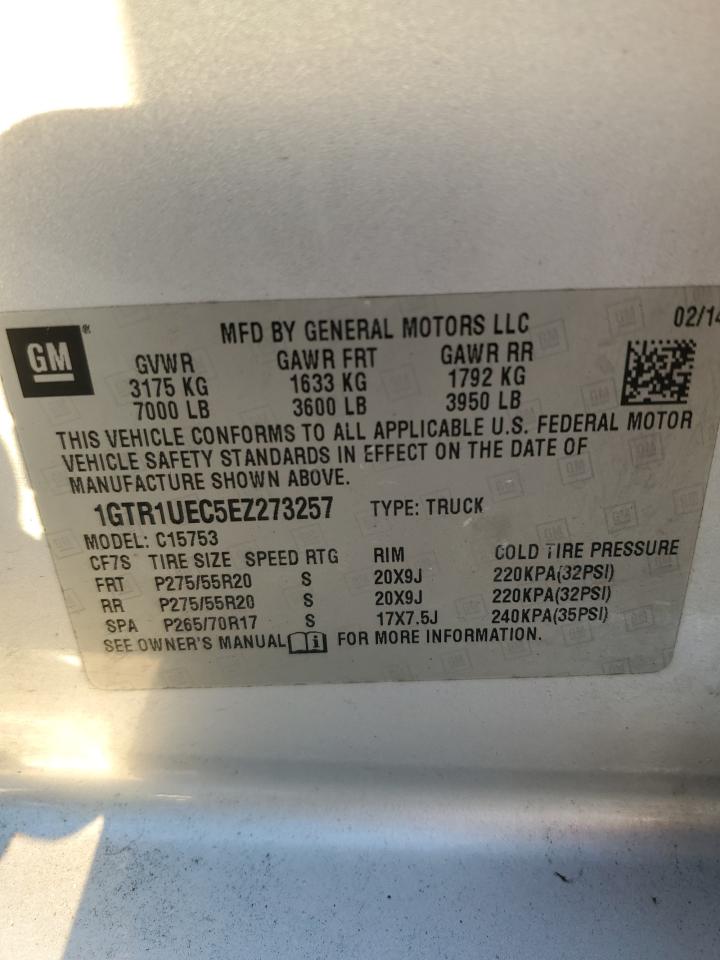 GM® MFD BY GENERAL MOTORS LLC 02/14
GVWR GAWR FRT GAWR RR
3175 KG 1633 KG 1792 KG
7000 LB 3600 LB 3950 LB
THIS VEHICLE CONFORMS TO ALL APPLICABLE U.S. FEDERAL MOTOR
VEHICLE SAFETY STANDARDS IN EFFECT ON THE DATE OF
MANUFACTURE SHOWN ABOVE.
1GTR1UEC5EZ273257 TYPE: TRUCK
MODEL: C15753
CF7S TIRE SIZE SPEED RTG RIM COLD TIRE PRESSURE
FRT P275/55R20 S 20X9J 220KPA(32PSI)
RR P275/55R20 S 20X9J 220KPA(32PSI)
SPA P265/70R17 S 17X7.5J 240KPA(35PSI)
SEE OWNER'S MANUAL FOR MORE INFORMATION.